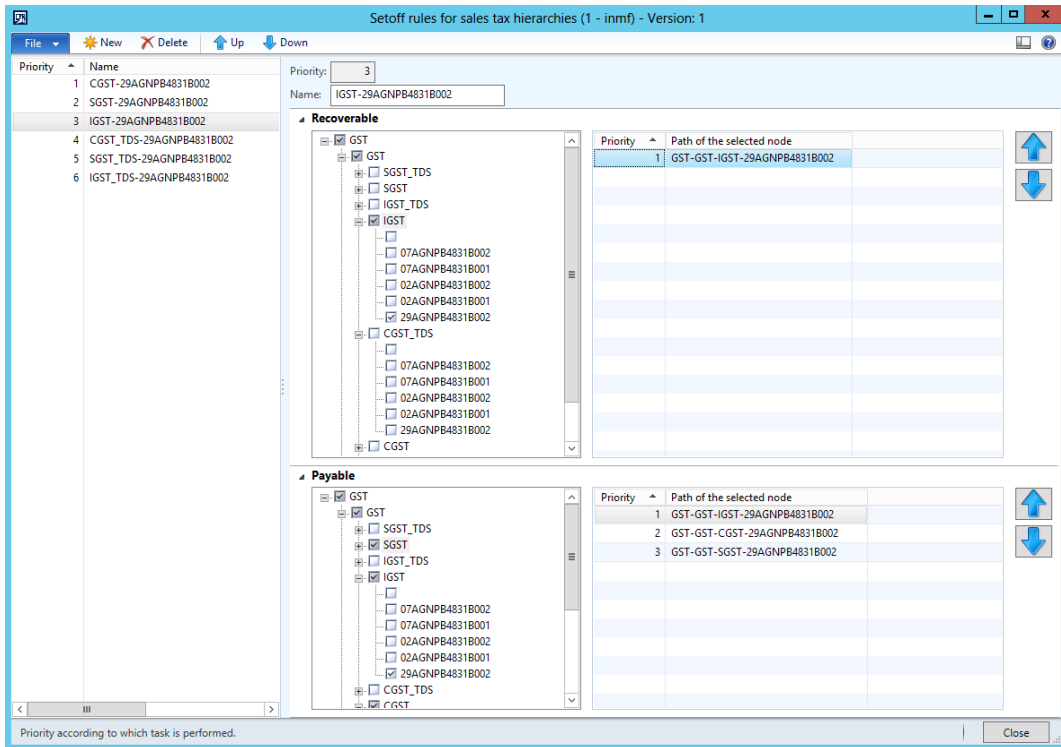 Setoff rules for sales tax hierarchies (1 - inmf) - Version: 1
File New Delete Up Down
Priority Name
1 CGST-29AGNPB4831B002
2 SGST-29AGNPB4831B002
3 IGST-29AGNPB4831B002
4 CGST_TDS-29AGNPB4831B002
5 SGST_TDS-29AGNPB4831B002
6 IGST_TDS-29AGNPB4831B002
Priority: 3
Name: IGST-29AGNPB4831B002
Recoverable
GST
GST
SGST_TDS
SGST
IGST_TDS
IGST
07AGNPB4831B002
07AGNPB4831B001
02AGNPB4831B002
02AGNPB4831B001
29AGNPB4831B002
CGST_TDS
07AGNPB4831B002
07AGNPB4831B001
02AGNPB4831B002
02AGNPB4831B001
29AGNPB4831B002
CGST
Priority Path of the selected node
1 GST-GST-IGST-29AGNPB4831B002
Payable
GST
GST
SGST_TDS
SGST
IGST_TDS
IGST
07AGNPB4831B002
07AGNPB4831B001
02AGNPB4831B002
02AGNPB4831B001
29AGNPB4831B002
CGST_TDS
CGST
Priority Path of the selected node
1 GST-GST-IGST-29AGNPB4831B002
2 GST-GST-CGST-29AGNPB4831B002
3 GST-GST-SGST-29AGNPB4831B002
Priority according to which task is performed.
Close